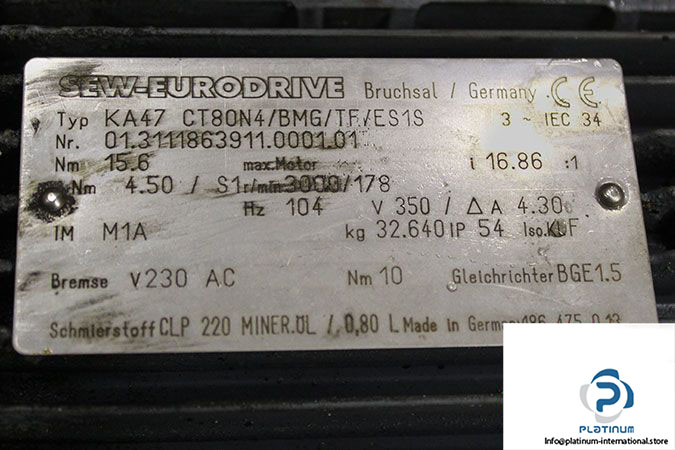 SEW-EURODRIVE Bruchsal / Germany CE
Typ KA47 CT80N4/BMG/TF/ES1S 3 ~ IEC 34
Nr. 01.3111863911.0001.01
Nm 15.6 max.Motor i 16.86 :1
Nm 4.50 / S1 r/min 3000/178
Hz 104 V 350 / Δ A 4.30
IM M1A kg 32.640 IP 54 Iso.Kl.F
Bremse V230 AC Nm 10 Gleichrichter BGE1.5
Schmierstoff CLP 220 MINER.ÖL / 0,80 L Made in Germany
PLATINUM
Info@platinum-international.store